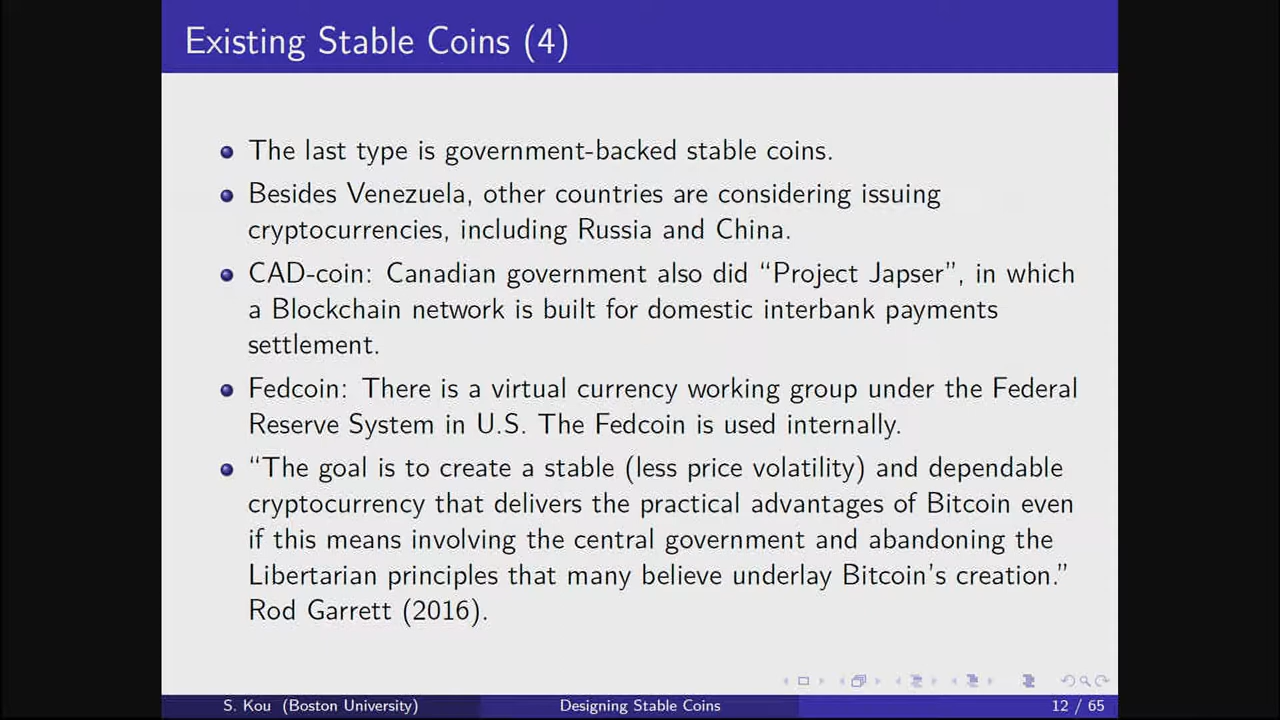 Existing Stable Coins (4)
The last type is government-backed stable coins.
Besides Venezuela, other countries are considering issuing
cryptocurrencies, including Russia and China.
CAD-coin: Canadian government also did “Project Japser”, in which
a Blockchain network is built for domestic interbank payments
settlement.
Fedcoin: There is a virtual currency working group under the Federal
Reserve System in U.S. The Fedcoin is used internally.
“The goal is to create a stable (less price volatility) and dependable
cryptocurrency that delivers the practical advantages of Bitcoin even
if this means involving the central government and abandoning the
Libertarian principles that many believe underlay Bitcoin’s creation.”
Rod Garrett (2016).
S. Kou (Boston University) Designing Stable Coins 12 / 65